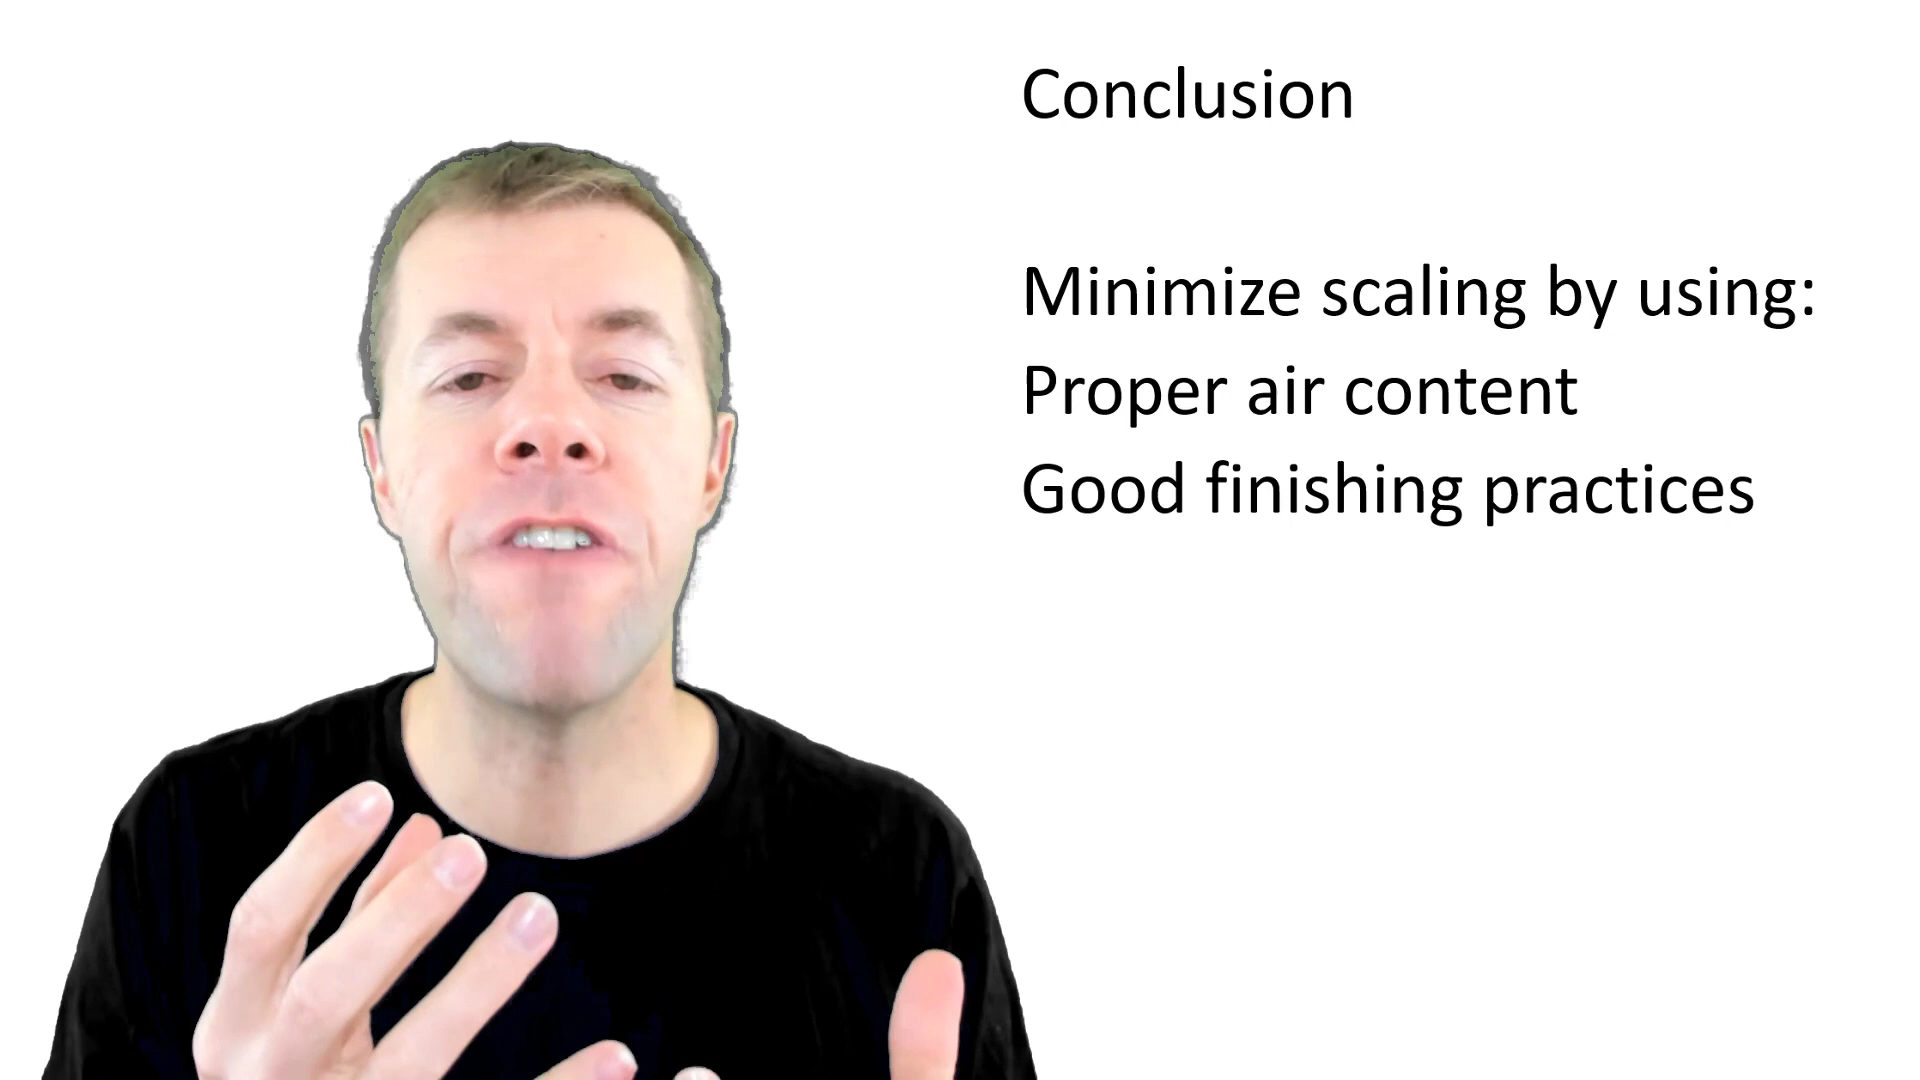 Conclusion
Minimize scaling by using:
Proper air content
Good finishing practices